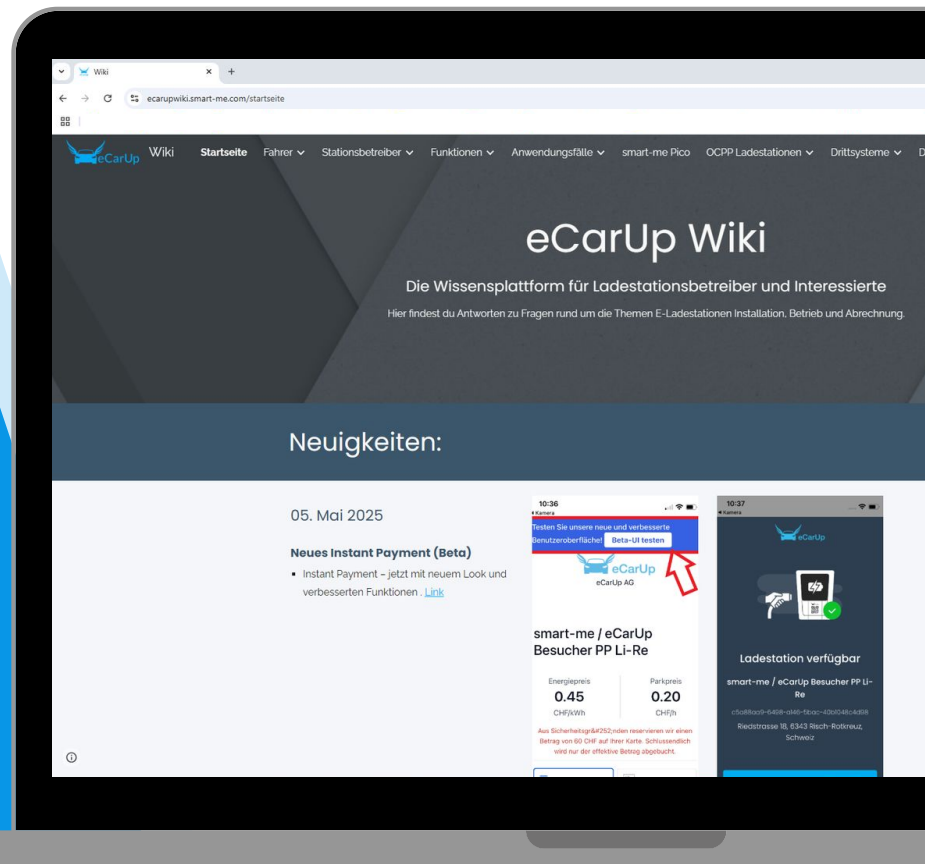 Wiki
ecarupwiki.smart-me.com/startseite
eCarUp Wiki Startseite Fahrer Stationsbetreiber Funktionen Anwendungsfälle smart-me Pico OCPP Ladestationen Drittsysteme D
eCarUp Wiki
Die Wissensplattform für Ladestationsbetreiber und Interessierte
Hier findest du Antworten zu Fragen rund um die Themen E-Ladestationen Installation, Betrieb und Abrechnung.
Neuigkeiten:
05. Mai 2025
Neues Instant Payment (Beta)
• Instant Payment – jetzt mit neuem Look und
verbesserten Funktionen . Link
10:36
Kamera
Testen Sie unsere neue und verbesserte
Benutzeroberfläche! Beta-UI testen
eCarUp
eCarUp AG
smart-me / eCarUp
Besucher PP Li-Re
Energiepreis Parkpreis
0.45 0.20
CHF/kWh CHF/h
Aus Sicherheitsgr&#252;nden reservieren wir einen
Betrag von 60 CHF auf Ihrer Karte. Schlussendlich
wird nur der effektive Betrag abgebucht.
10:37
Kamera
eCarUp
Ladestation verfügbar
smart-me / eCarUp Besucher PP Li-
Re
Riedstrasse 18, 6343 Risch-Rotkreuz,
Schweiz